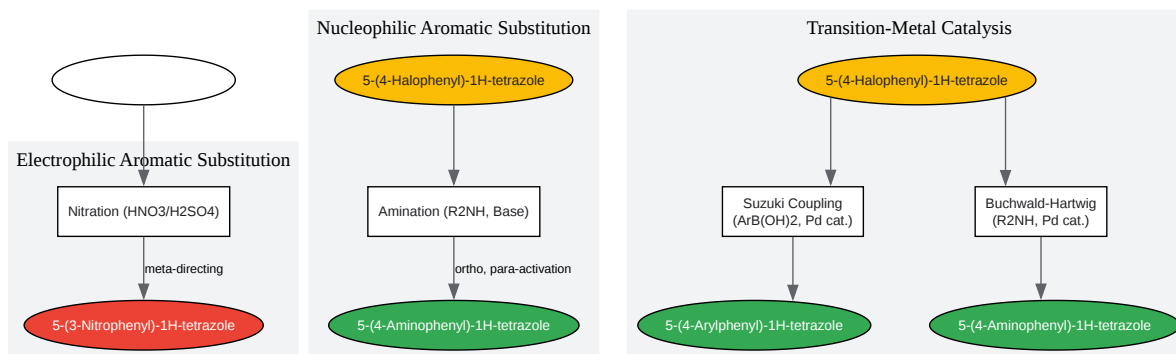 Nucleophilic Aromatic Substitution
Transition-Metal Catalysis
5-(4-Halophenyl)-1H-tetrazole
5-(4-Halophenyl)-1H-tetrazole
Electrophilic Aromatic Substitution
Nitration (HNO3/H2SO4)
Amination (R2NH, Base)
Suzuki Coupling
(ArB(OH)2, Pd cat.)
Buchwald-Hartwig
(R2NH, Pd cat.)
meta-directing
ortho, para-activation
5-(3-Nitrophenyl)-1H-tetrazole
5-(4-Aminophenyl)-1H-tetrazole
5-(4-Arylphenyl)-1H-tetrazole
5-(4-Aminophenyl)-1H-tetrazole